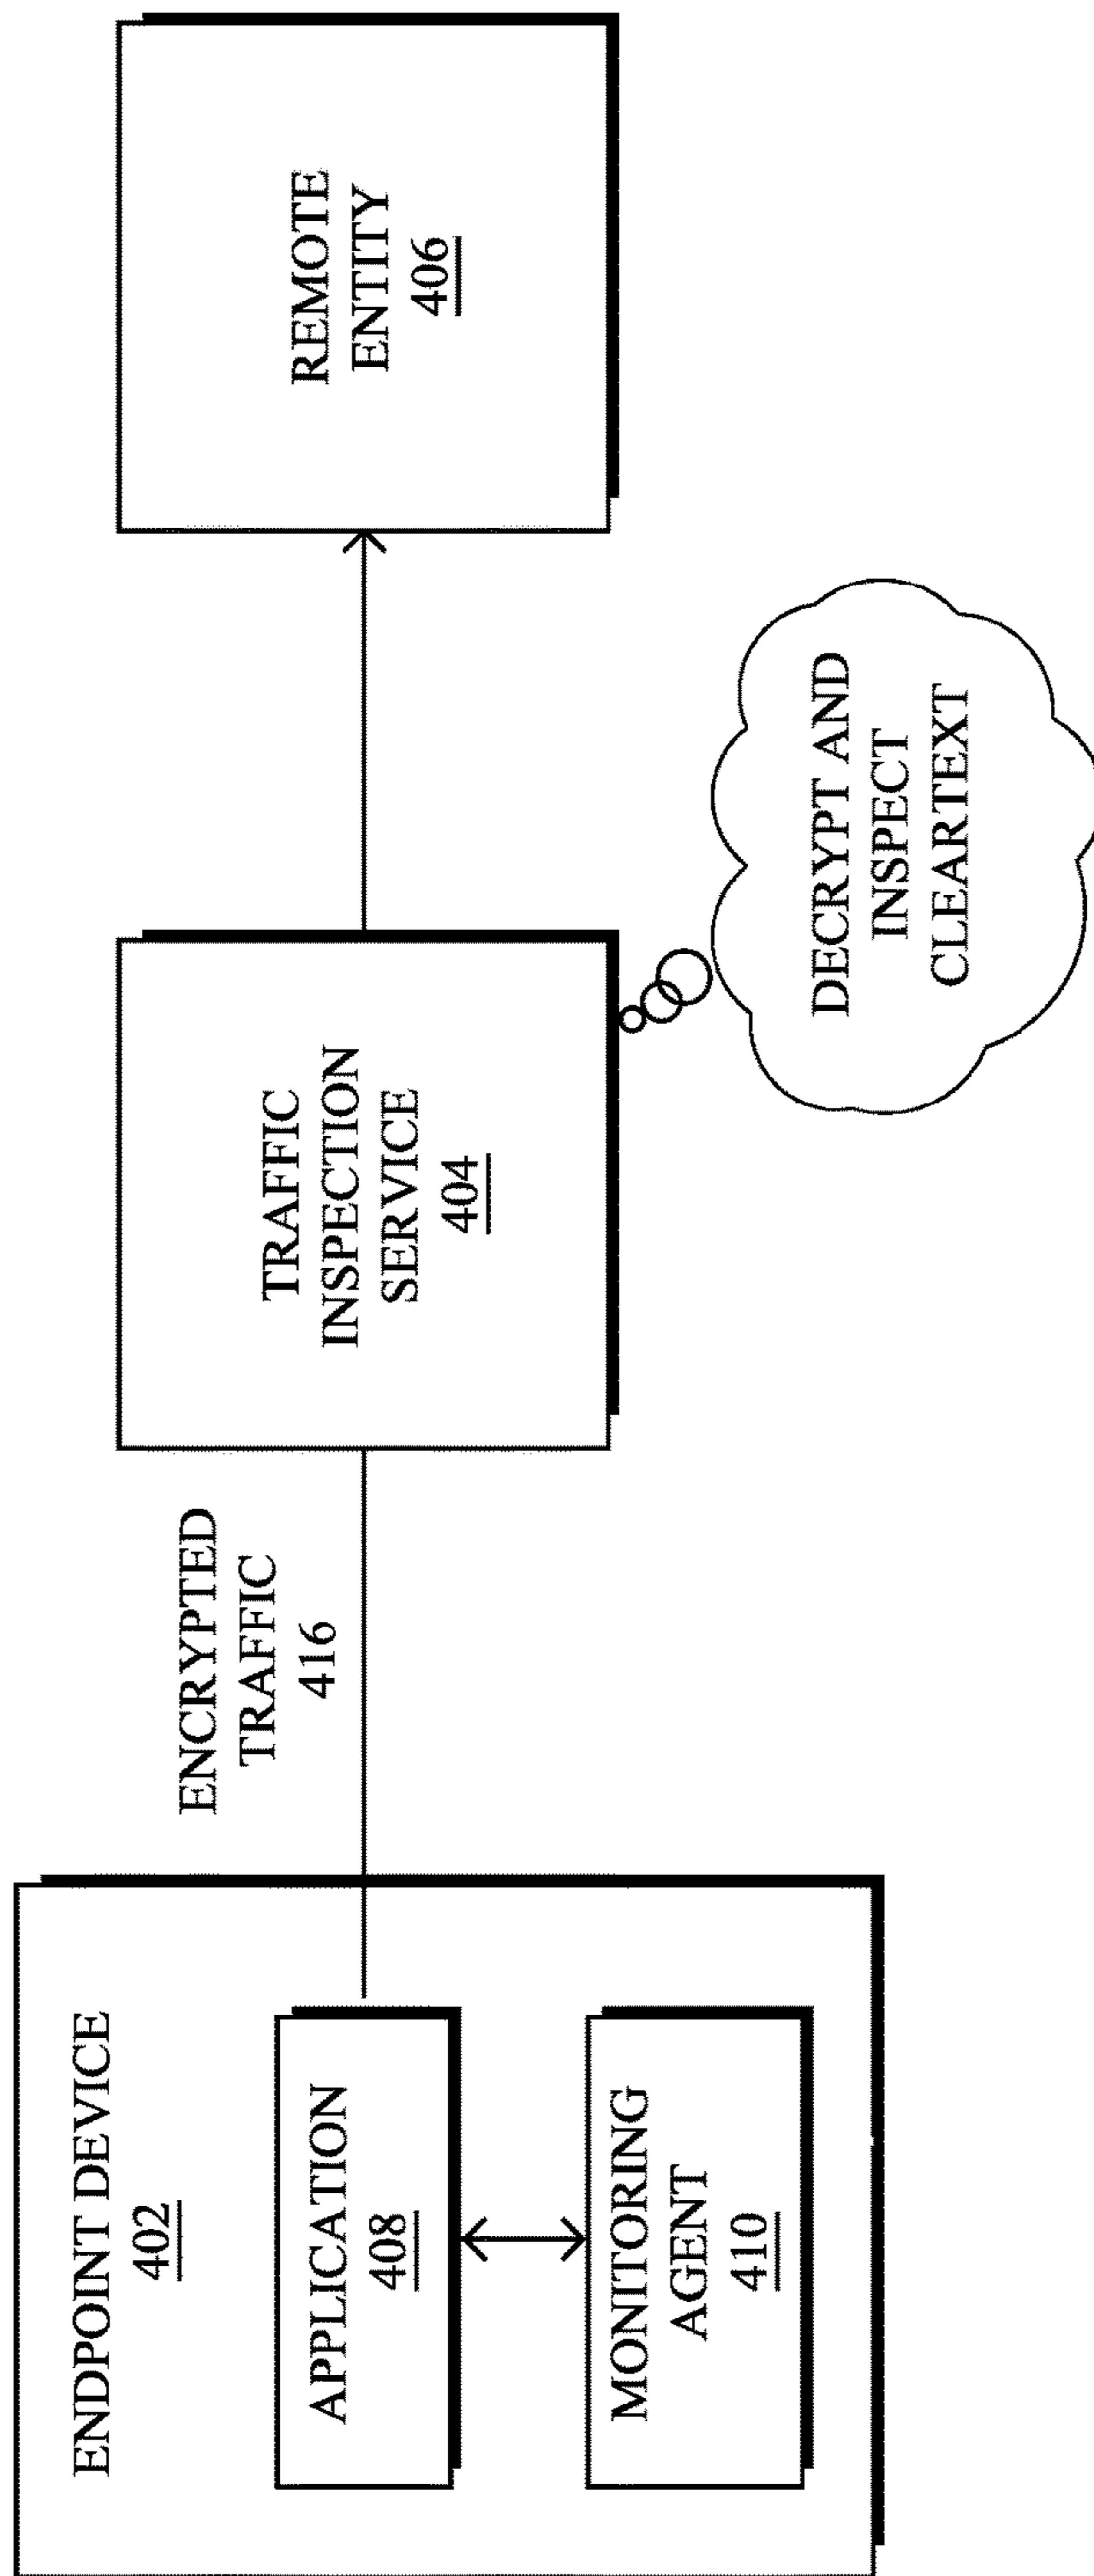 ENDPOINT DEVICE
402
APPLICATION
408
MONITORING
AGENT
410
ENCRYPTED
TRAFFIC
416
TRAFFIC
INSPECTION
SERVICE
404
DECRYPT AND
INSPECT
CLEARTEXT
REMOTE
ENTITY
406